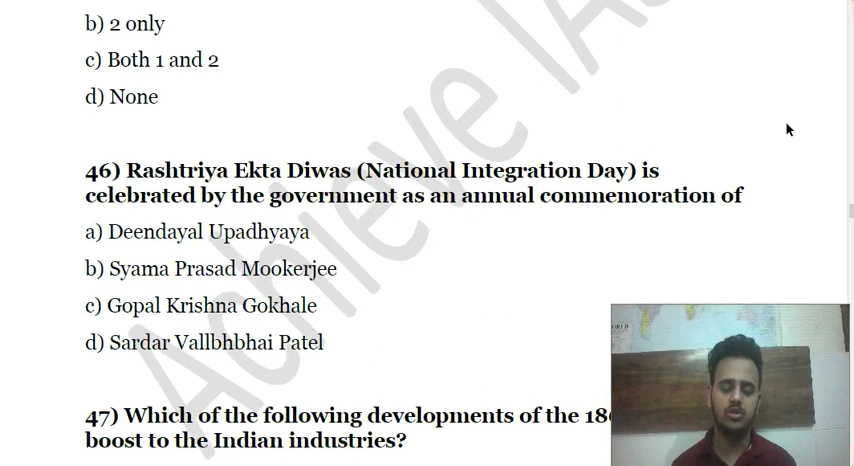 b) 2 only
c) Both 1 and 2
d) None
46) Rashtriya Ekta Diwas (National Integration Day) is
celebrated by the government as an annual commemoration of
a) Deendayal Upadhyaya
b) Syama Prasad Mookerjee
c) Gopal Krishna Gokhale
d) Sardar Vallbhbhai Patel
47) Which of the following developments of the
boost to the Indian industries?
Achieve